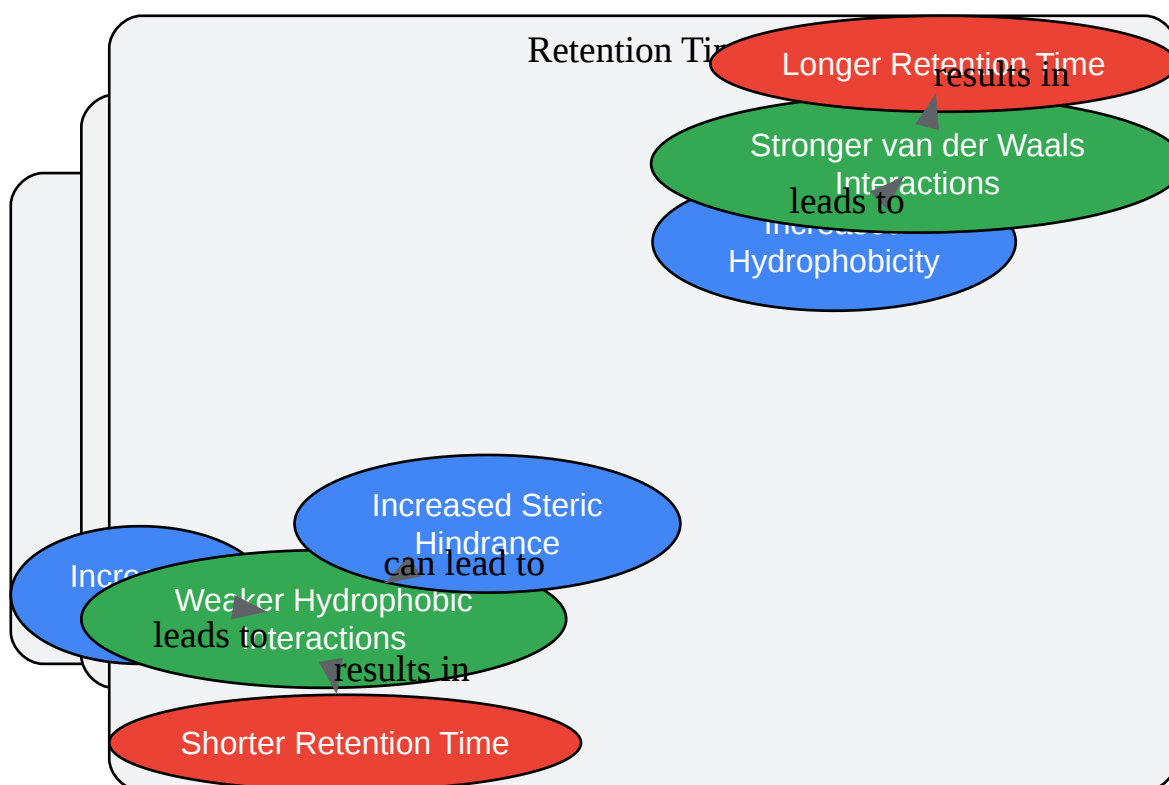 Retention
Longer Retention Time
results in
Stronger van der Waals
Interactions
leads to
Hydrophobicity
Increased Steric
Hindrance
can lead to
Weaker Hydrophobic
Interactions
leads to
results in
Shorter Retention Time